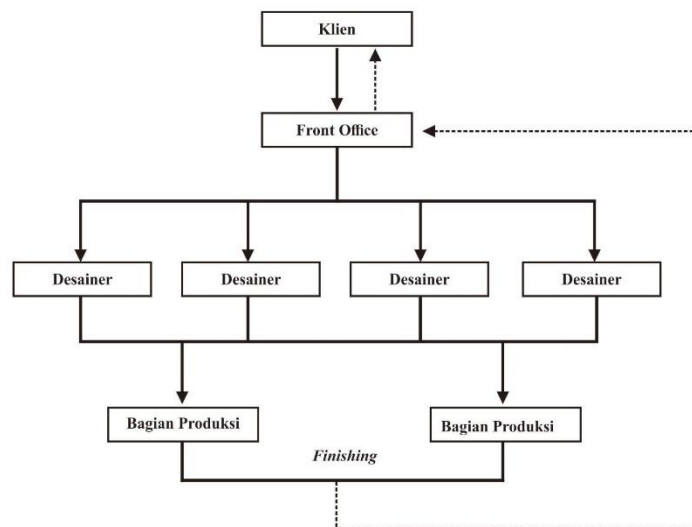 Klien
Front Office
Desainer
Desainer
Desainer
Desainer
Bagian Produksi
Bagian Produksi
Finishing